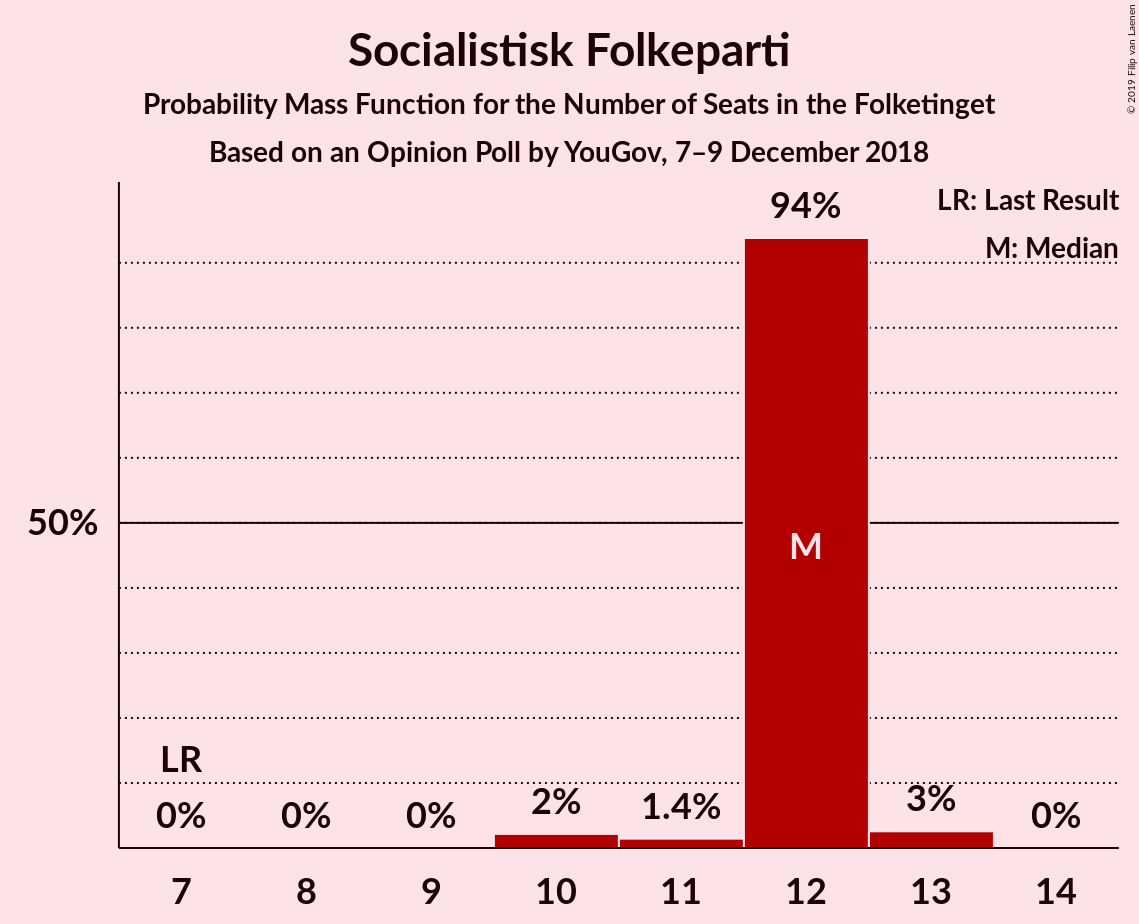 Socialistisk Folkeparti
Probability Mass Function for the Number of Seats in the Folketinget
Based on an Opinion Poll by YouGov, 7–9 December 2018
© 2019 Filip van Laenen
LR: Last Result
M: Median
94%
50%
M
LR
0%
0%
0%
2%
1.4%
3%
0%
7
8
9
10
11
12
13
14